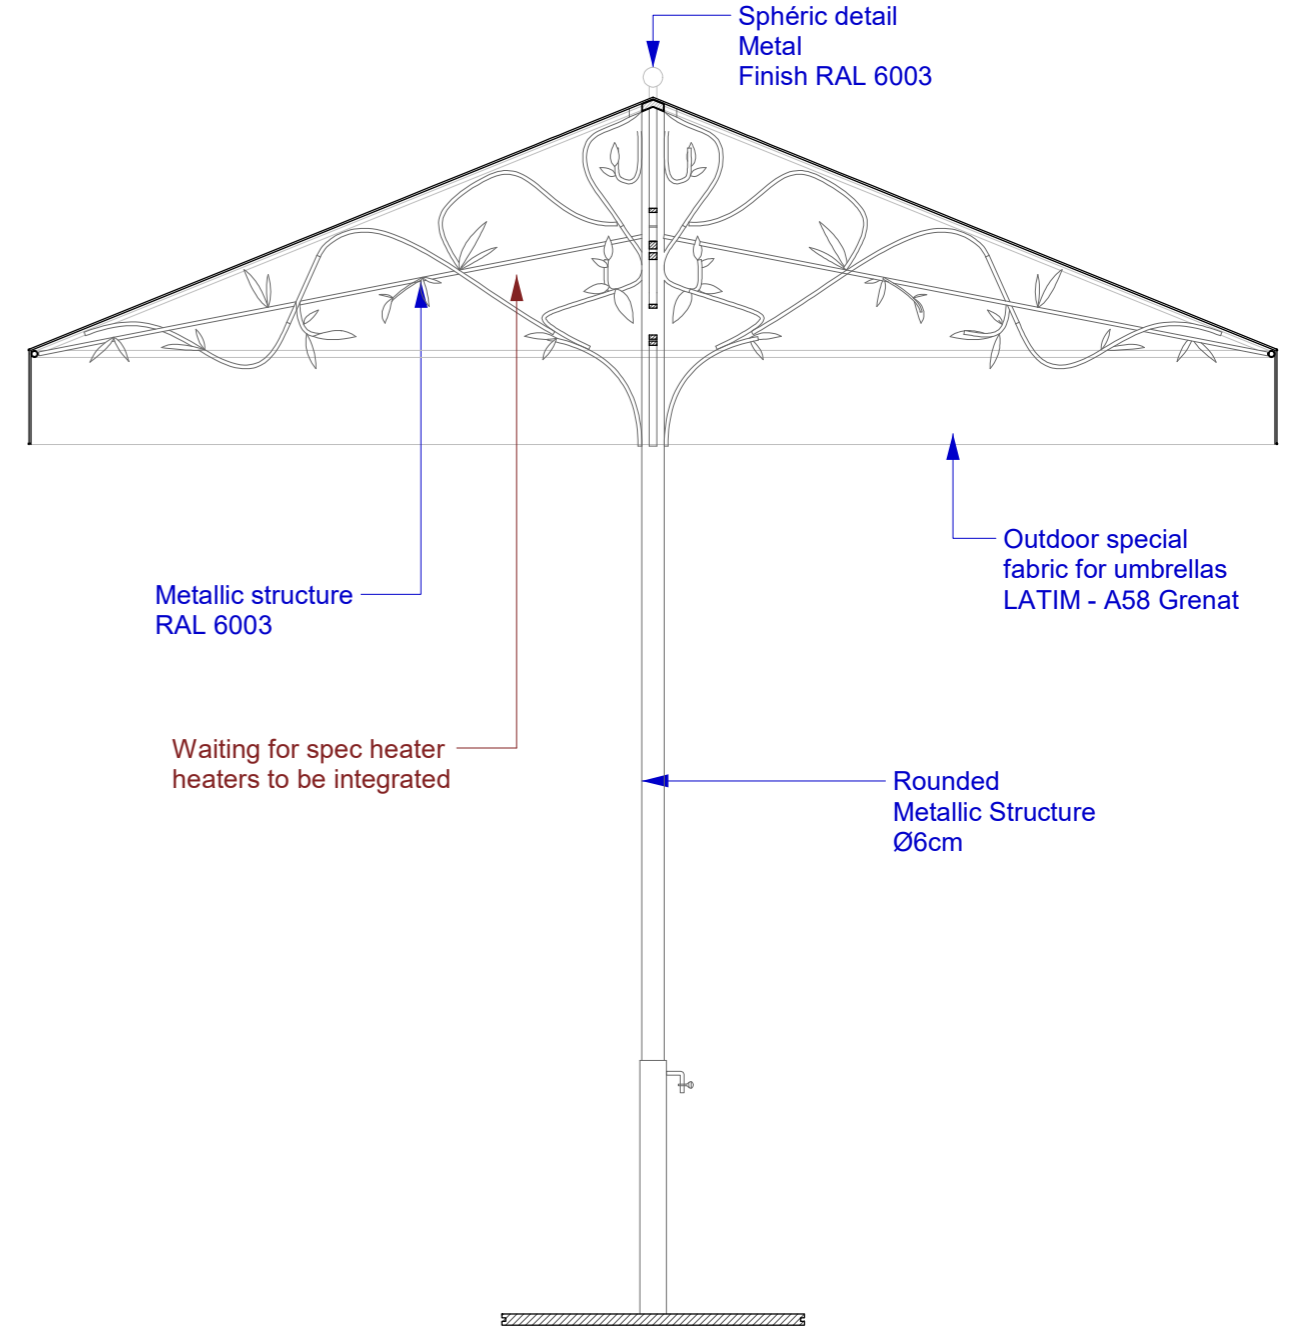 Sphéric detail
Metal
Finish RAL 6003
Outdoor special
fabric for umbrellas
LATIM - A58 Grenat
Metallic structure
RAL 6003
Waiting for spec heater
heaters to be integrated
Rounded
Metallic Structure
Ø6cm